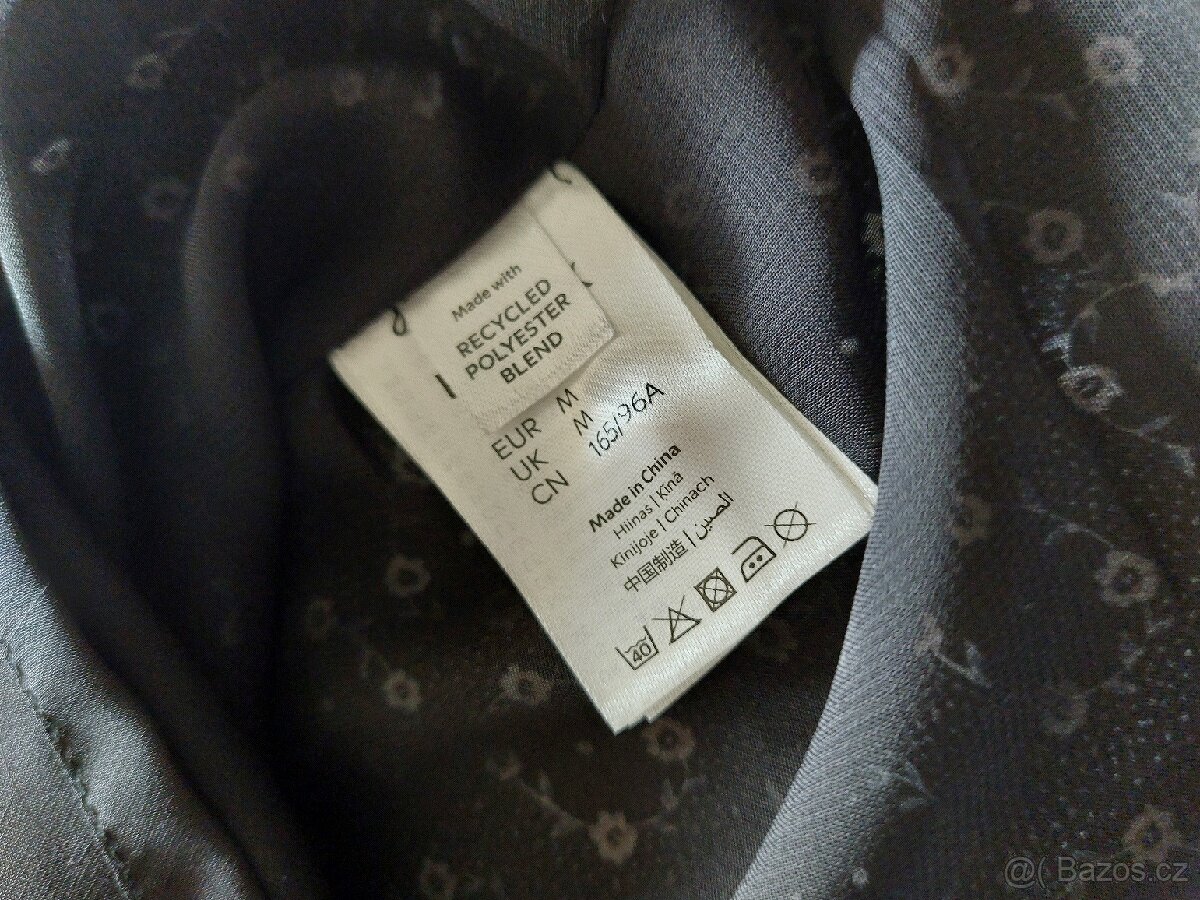 Made with
RECYCLED
POLYESTER
BLEND
EUR M
UK M
CN 165/96A
Made in China
Hiinas | Kīnā
Kinijoje | Chinach
中国制造 | الصين
40
@( Bazos.cz